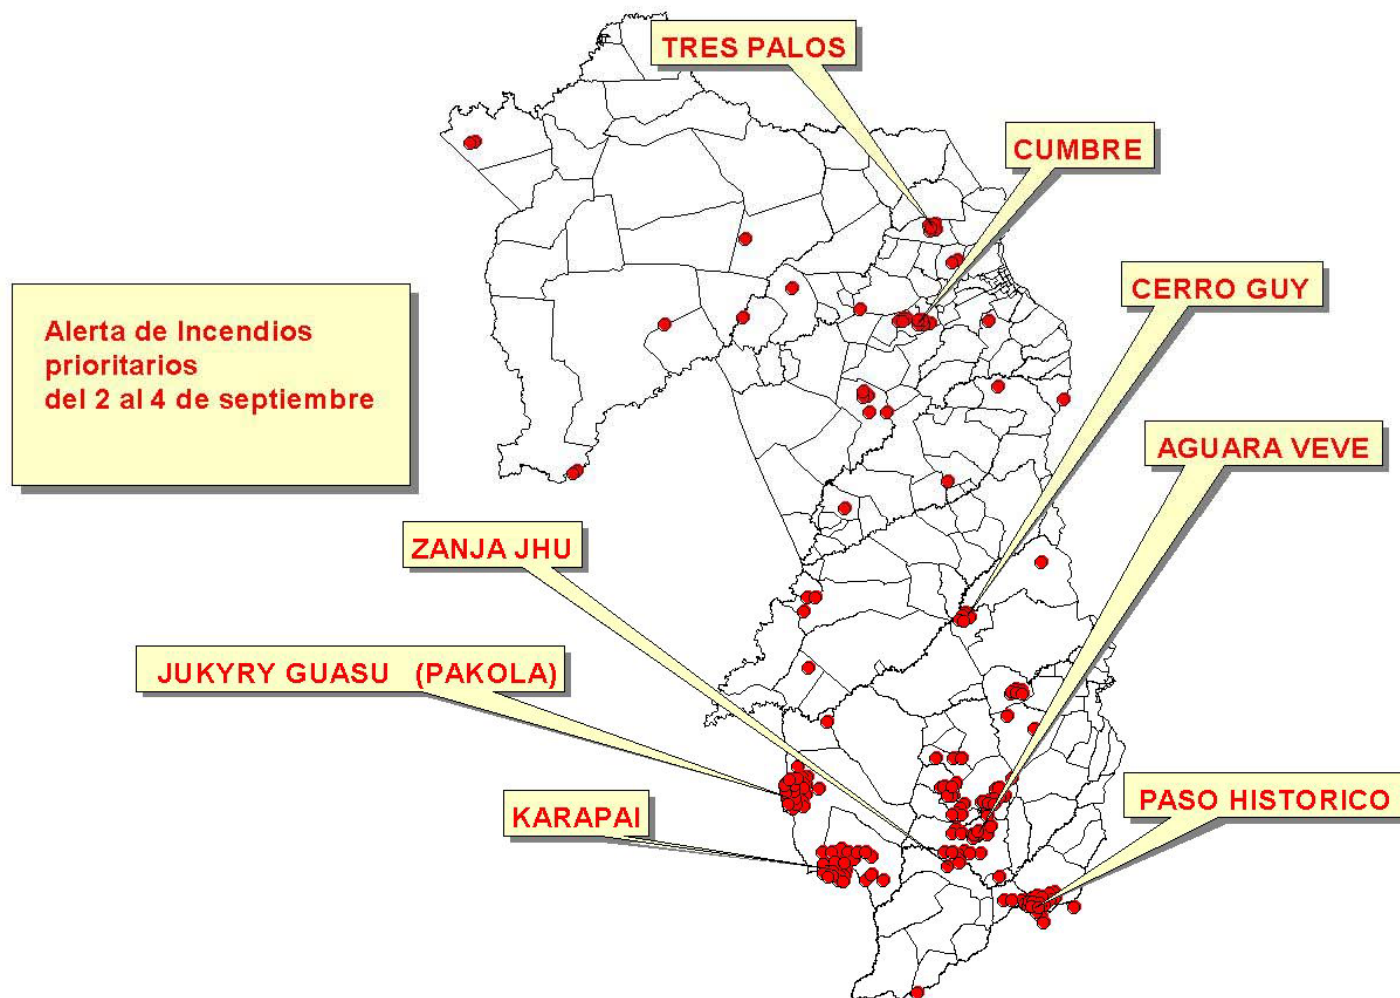 TRES PALOS
CUMBRE
CERRO GUY
Alerta de Incendios
prioritarios
del 2 al 4 de septiembre
AGUARA VEVE
ZANJA JHU
JUKYRY GUASU (PAKOLA)
PASO HISTORICO
KARAPAI